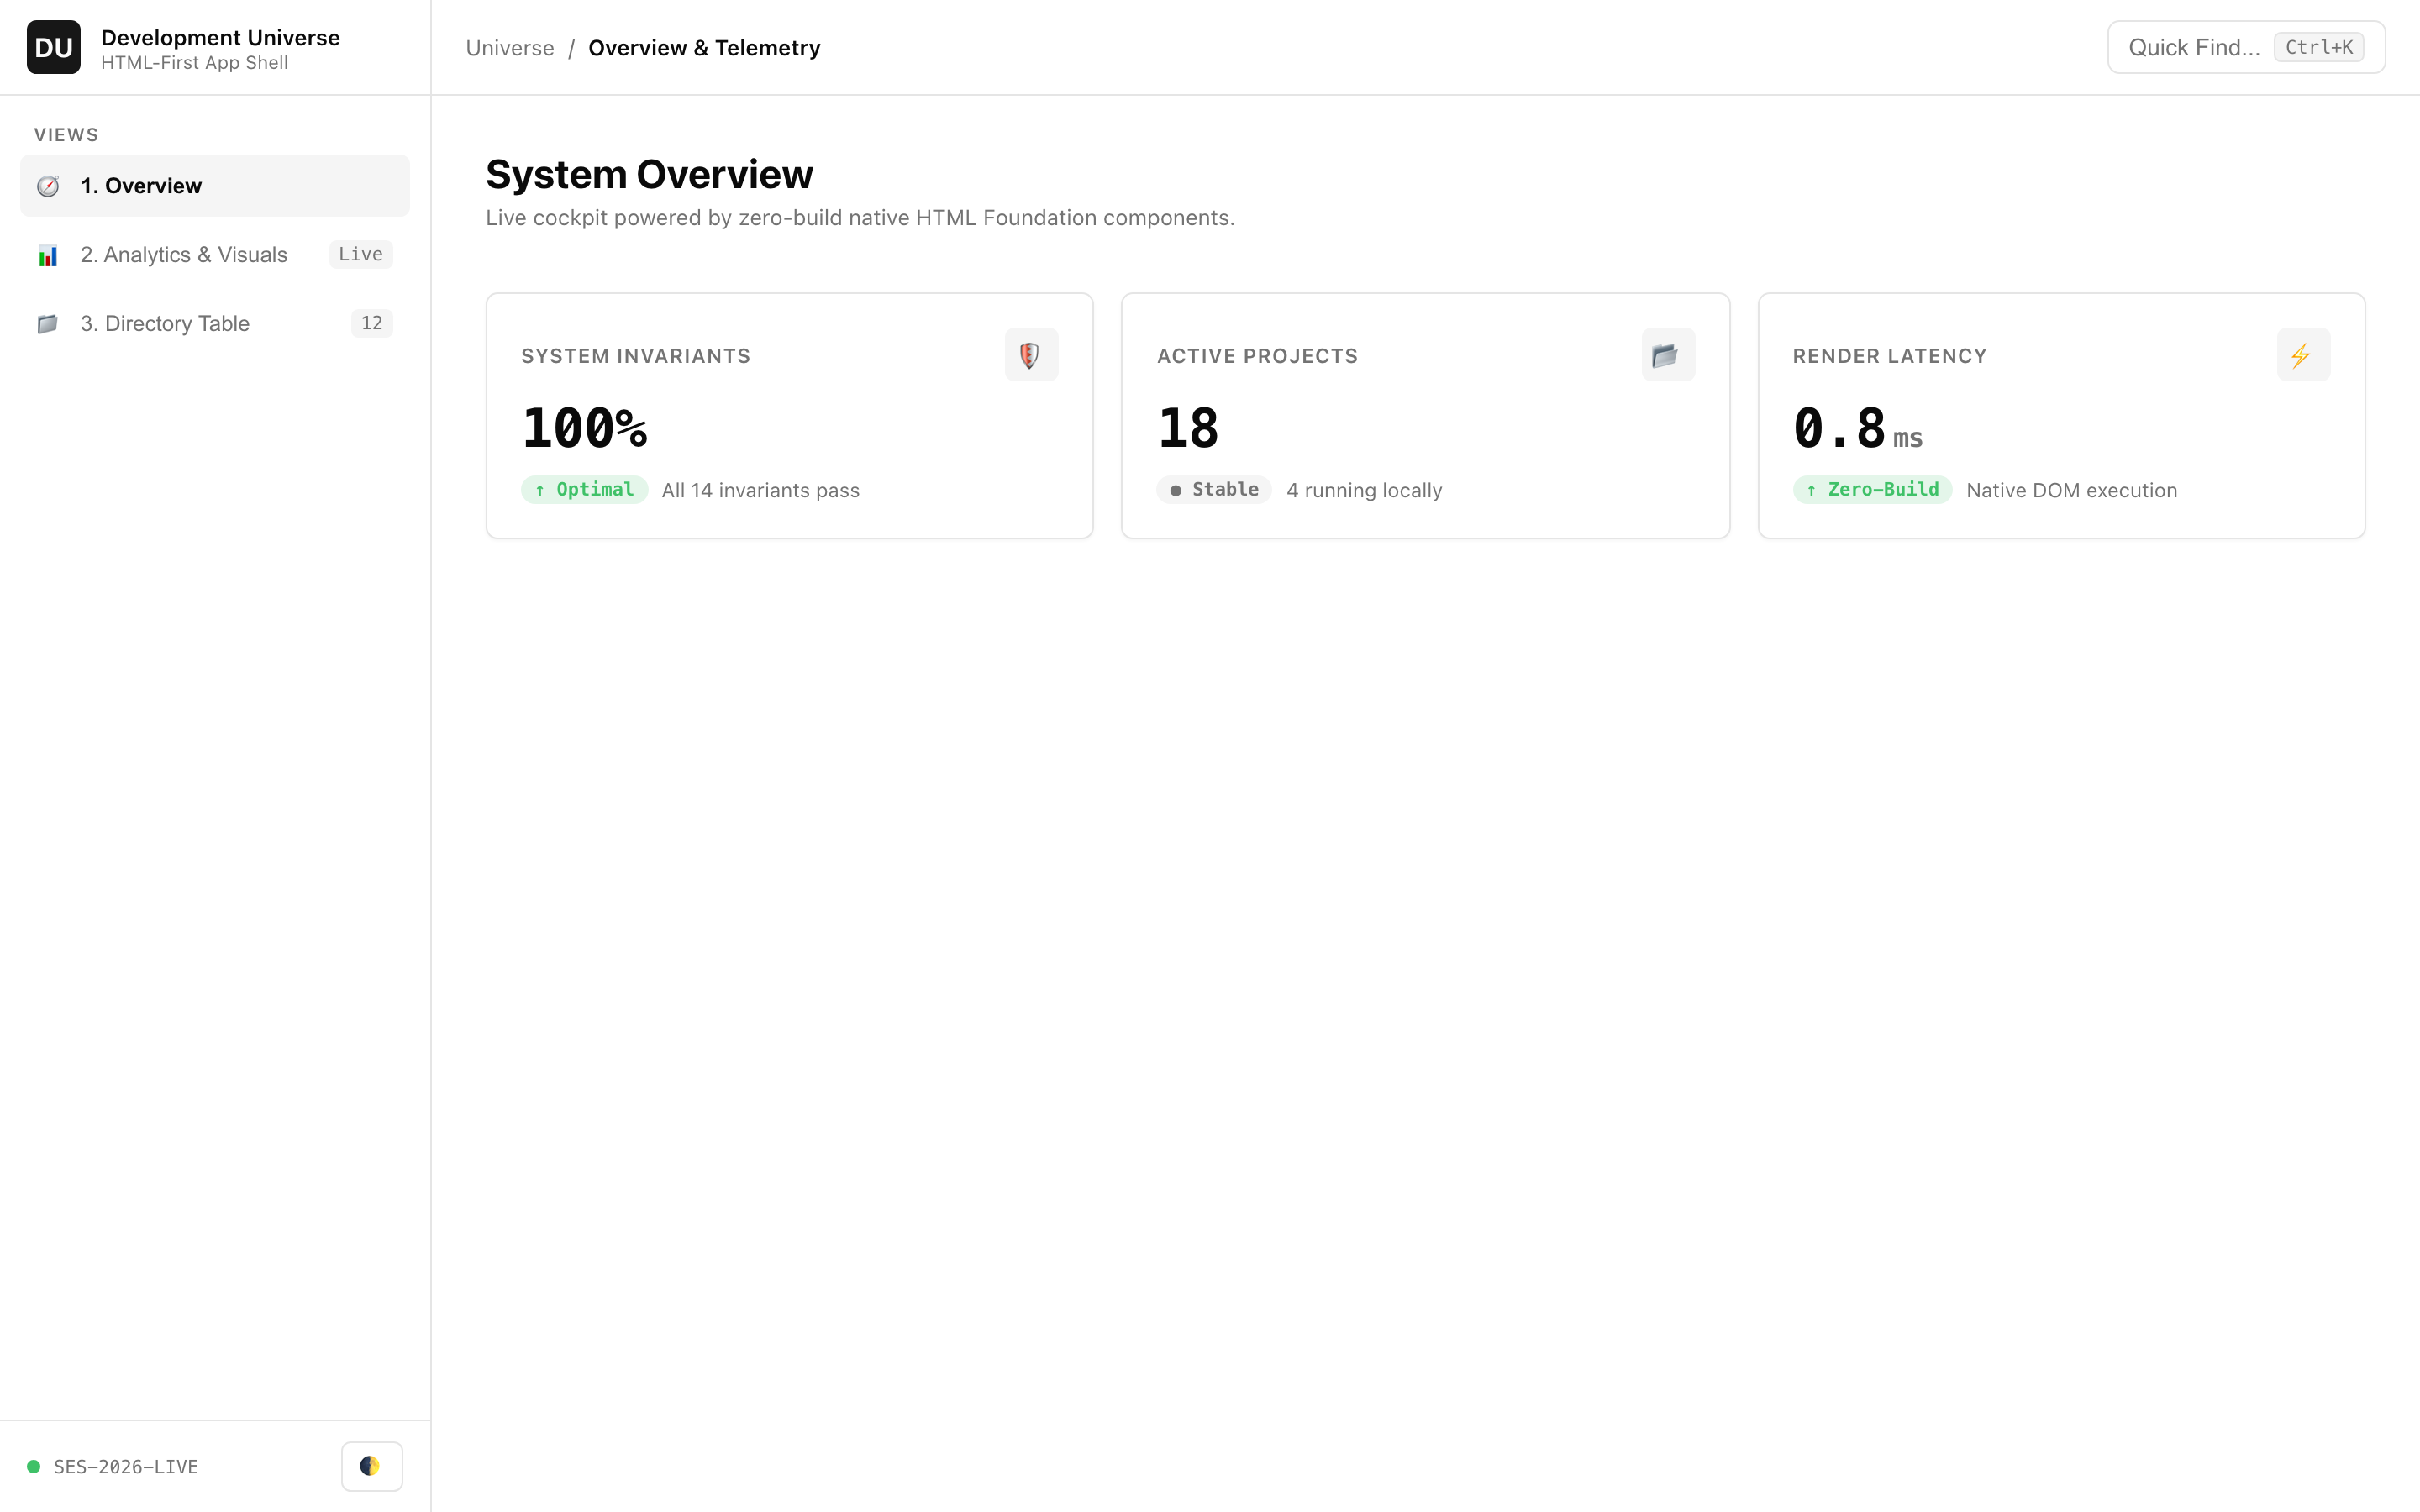 DU
Development Universe
HTML-First App Shell
Universe / Overview & Telemetry
Quick Find... Ctrl+K
VIEWS
1. Overview
2. Analytics & Visuals Live
3. Directory Table 12
System Overview
Live cockpit powered by zero-build native HTML Foundation components.
SYSTEM INVARIANTS
100%
↑ Optimal All 14 invariants pass
ACTIVE PROJECTS
18
● Stable 4 running locally
RENDER LATENCY
0.8 ms
↑ Zero-Build Native DOM execution
SES-2026-LIVE